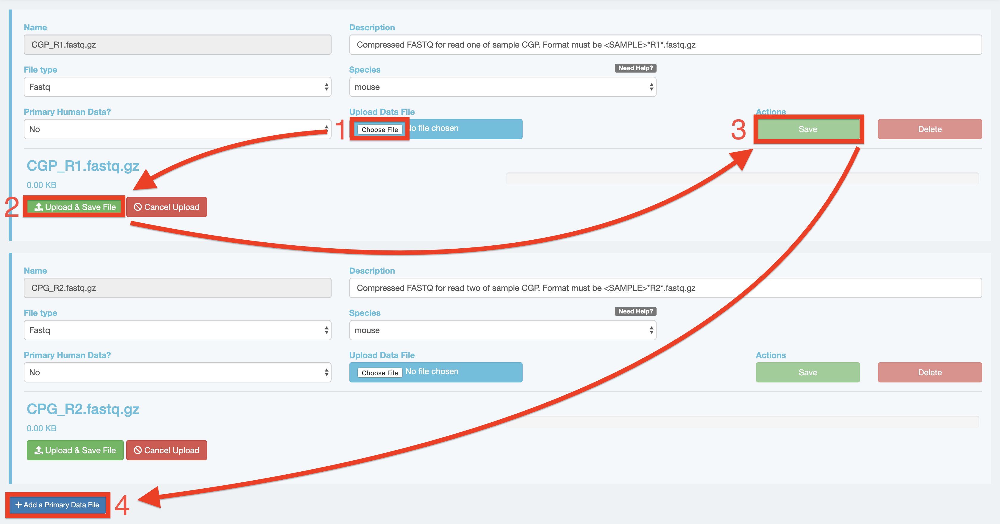 Name
Description
CGP_R1.fastq.gz
Compressed FASTQ for read one of sample CGP. Format must be <SAMPLE>*R1*.fastq.gz
File type
Species
Need Help?
Fastq
mouse
Primary Human Data?
Upload Data File
Actions
No
1
Choose File
No file chosen
3
Save
Delete
CGP_R1.fastq.gz
0.00 KB
2
Upload & Save File
Cancel Upload
Name
Description
CPG_R2.fastq.gz
Compressed FASTQ for read two of sample CGP. Format must be <SAMPLE>*R2*.fastq.gz
File type
Species
Need Help?
Fastq
mouse
Primary Human Data?
Upload Data File
Actions
No
Choose File
No file chosen
Save
Delete
CPG_R2.fastq.gz
0.00 KB
Upload & Save File
Cancel Upload
+ Add a Primary Data File
4